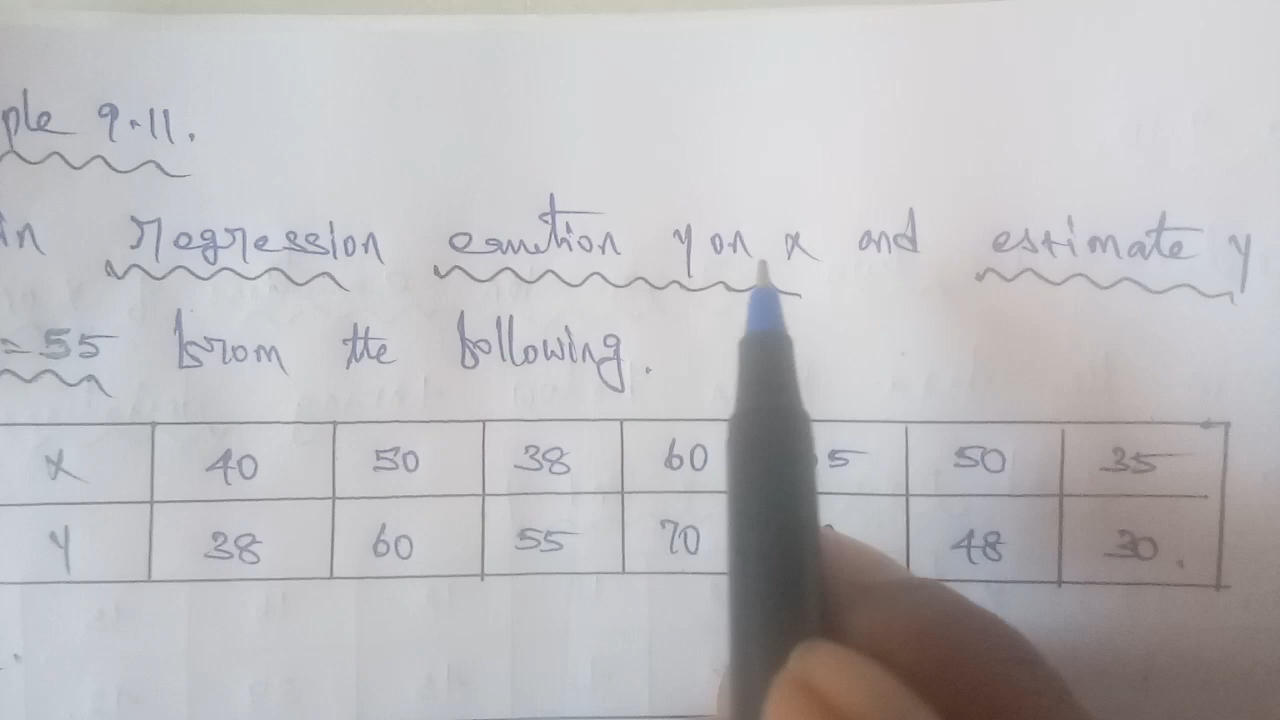 ple 9.11.
in regression equation y on x and estimate y
=55 from the following.
x 40 50 38 60 5 50 35
y 38 60 55 70 48 30.